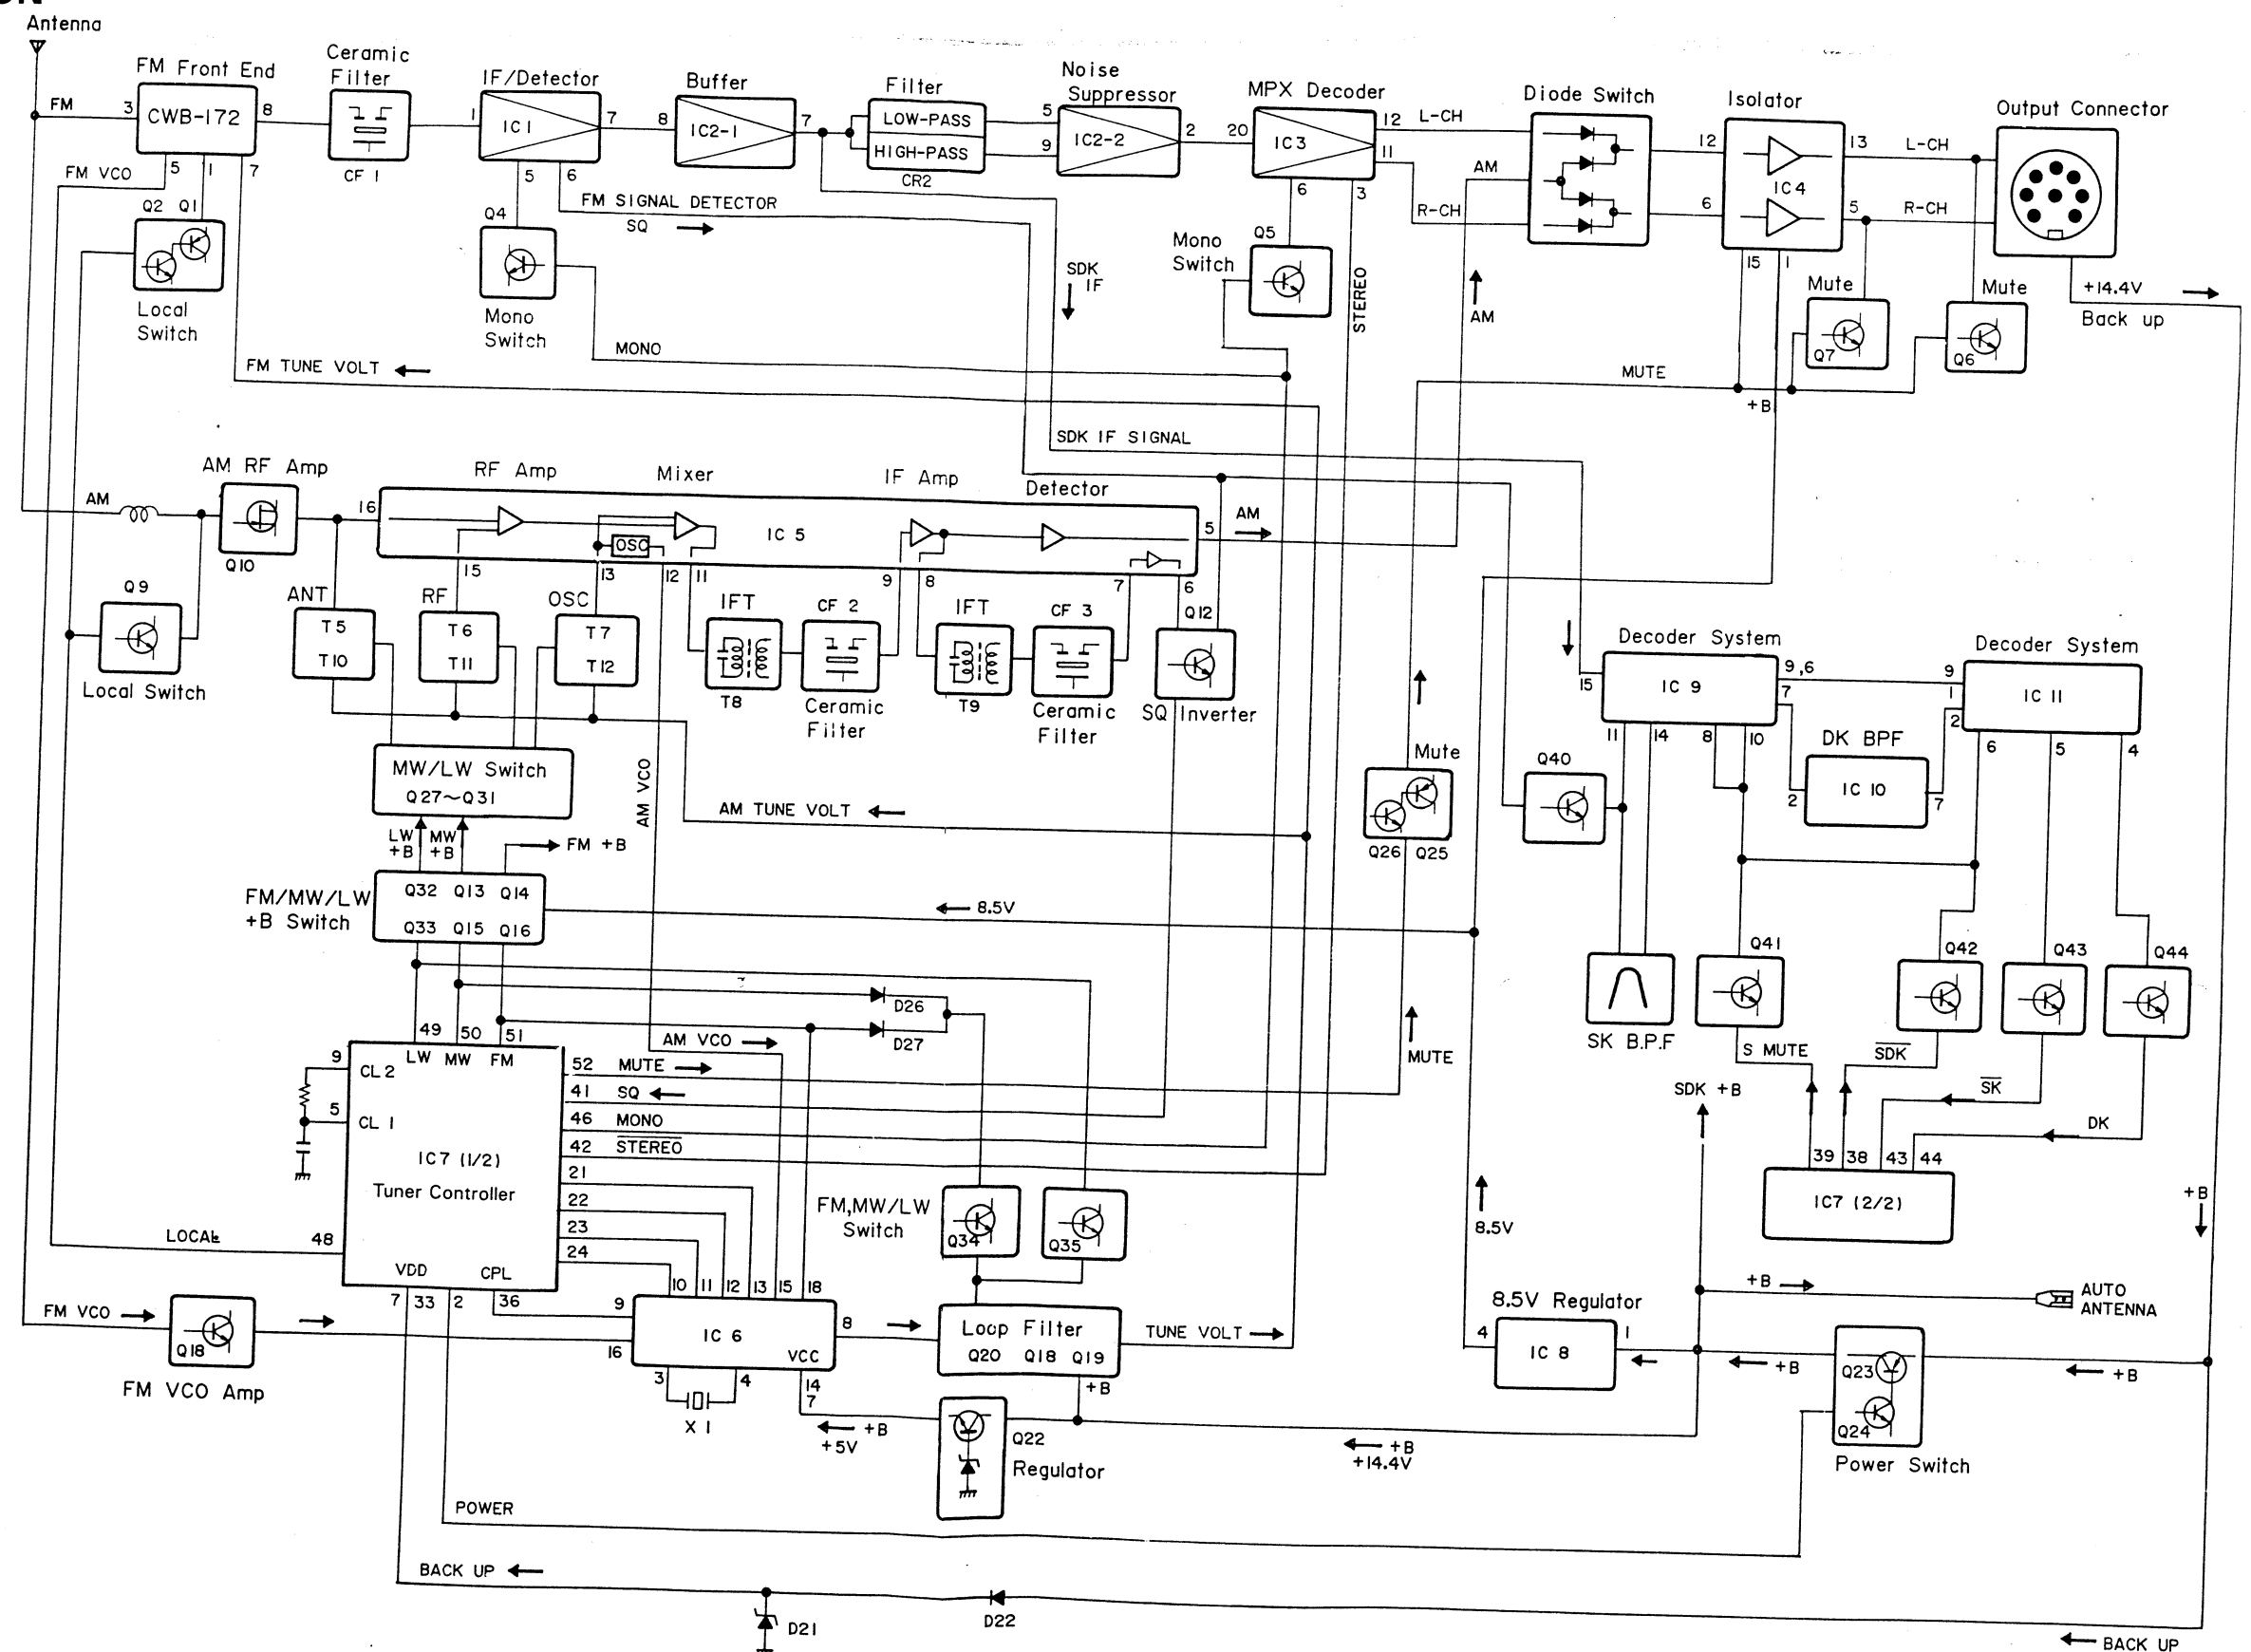 Antenna
FM Front End
Ceramic
Filter
IF/Detector
Buffer
Filter
Noise
Suppressor
MPX Decoder
Diode Switch
Isolator
Output Connector
FM
3
CWB-172
8
CF 1
1
IC1
7
8
IC2-1
7
LOW-PASS
HIGH-PASS
CR2
5
9
IC2-2
2
20
IC3
12
L-CH
11
AM
R-CH
12
6
IC4
13
L-CH
5
R-CH
FM VCO
5
1
7
5
6
6
3
15
1
Q2
Q1
Local
Switch
Q4
Mono
Switch
FM SIGNAL DETECTOR
SQ
SDK
IF
Mono
Switch
Q5
STEREO
AM
Mute
Q7
Mute
Q6
+14.4V
Back up
MONO
FM TUNE VOLT
MUTE
+B
SDK IF SIGNAL
AM RF Amp
RF Amp
Mixer
IF Amp
Detector
AM
Q10
16
OSC
IC 5
5
AM
15
13
12
11
9
8
7
6
Q9
Local Switch
ANT
T5
T10
RF
T6
T11
OSC
T7
T12
IFT
T8
CF 2
Ceramic
Filter
IFT
T9
CF 3
Ceramic
Filter
Q12
SQ Inverter
Decoder System
IC 9
15
9,6
7
11
14
8
10
Decoder System
IC 11
9
1
2
6
5
4
DK BPF
IC 10
2
7
MW/LW Switch
Q27~Q31
AM VCO
AM TUNE VOLT
Mute
Q26
Q25
Q40
LW
+B
MW
+B
FM +B
FM/MW/LW
+B Switch
Q32
Q13
Q14
Q33
Q15
Q16
8.5V
SK B.P.F
Q41
Q42
Q43
Q44
D26
D27
49
50
51
LW
MW
FM
9
CL2
5
CL 1
IC7 (1/2)
Tuner Controller
AM VCO
52
MUTE
41
SQ
46
MONO
42
STEREO
21
22
23
24
MUTE
S MUTE
SDK
SK
DK
SDK +B
39
38
43
44
IC7 (2/2)
+B
LOCAL
48
VDD
CPL
7
33
2
36
FM,MW/LW
Switch
Q34
Q35
8.5V
10
11
12
13
15
18
9
16
IC 6
VCC
8
3
4
X1
14
7
FM VCO
Q18
FM VCO Amp
Loop Filter
Q20
Q18
Q19
TUNE VOLT
+B
8.5V Regulator
4
IC 8
1
+B
AUTO
ANTENNA
+B
Q23
Q24
Power Switch
+B
+B
+5V
Q22
Regulator
+B
+14.4V
POWER
BACK UP
D21
D22
BACK UP